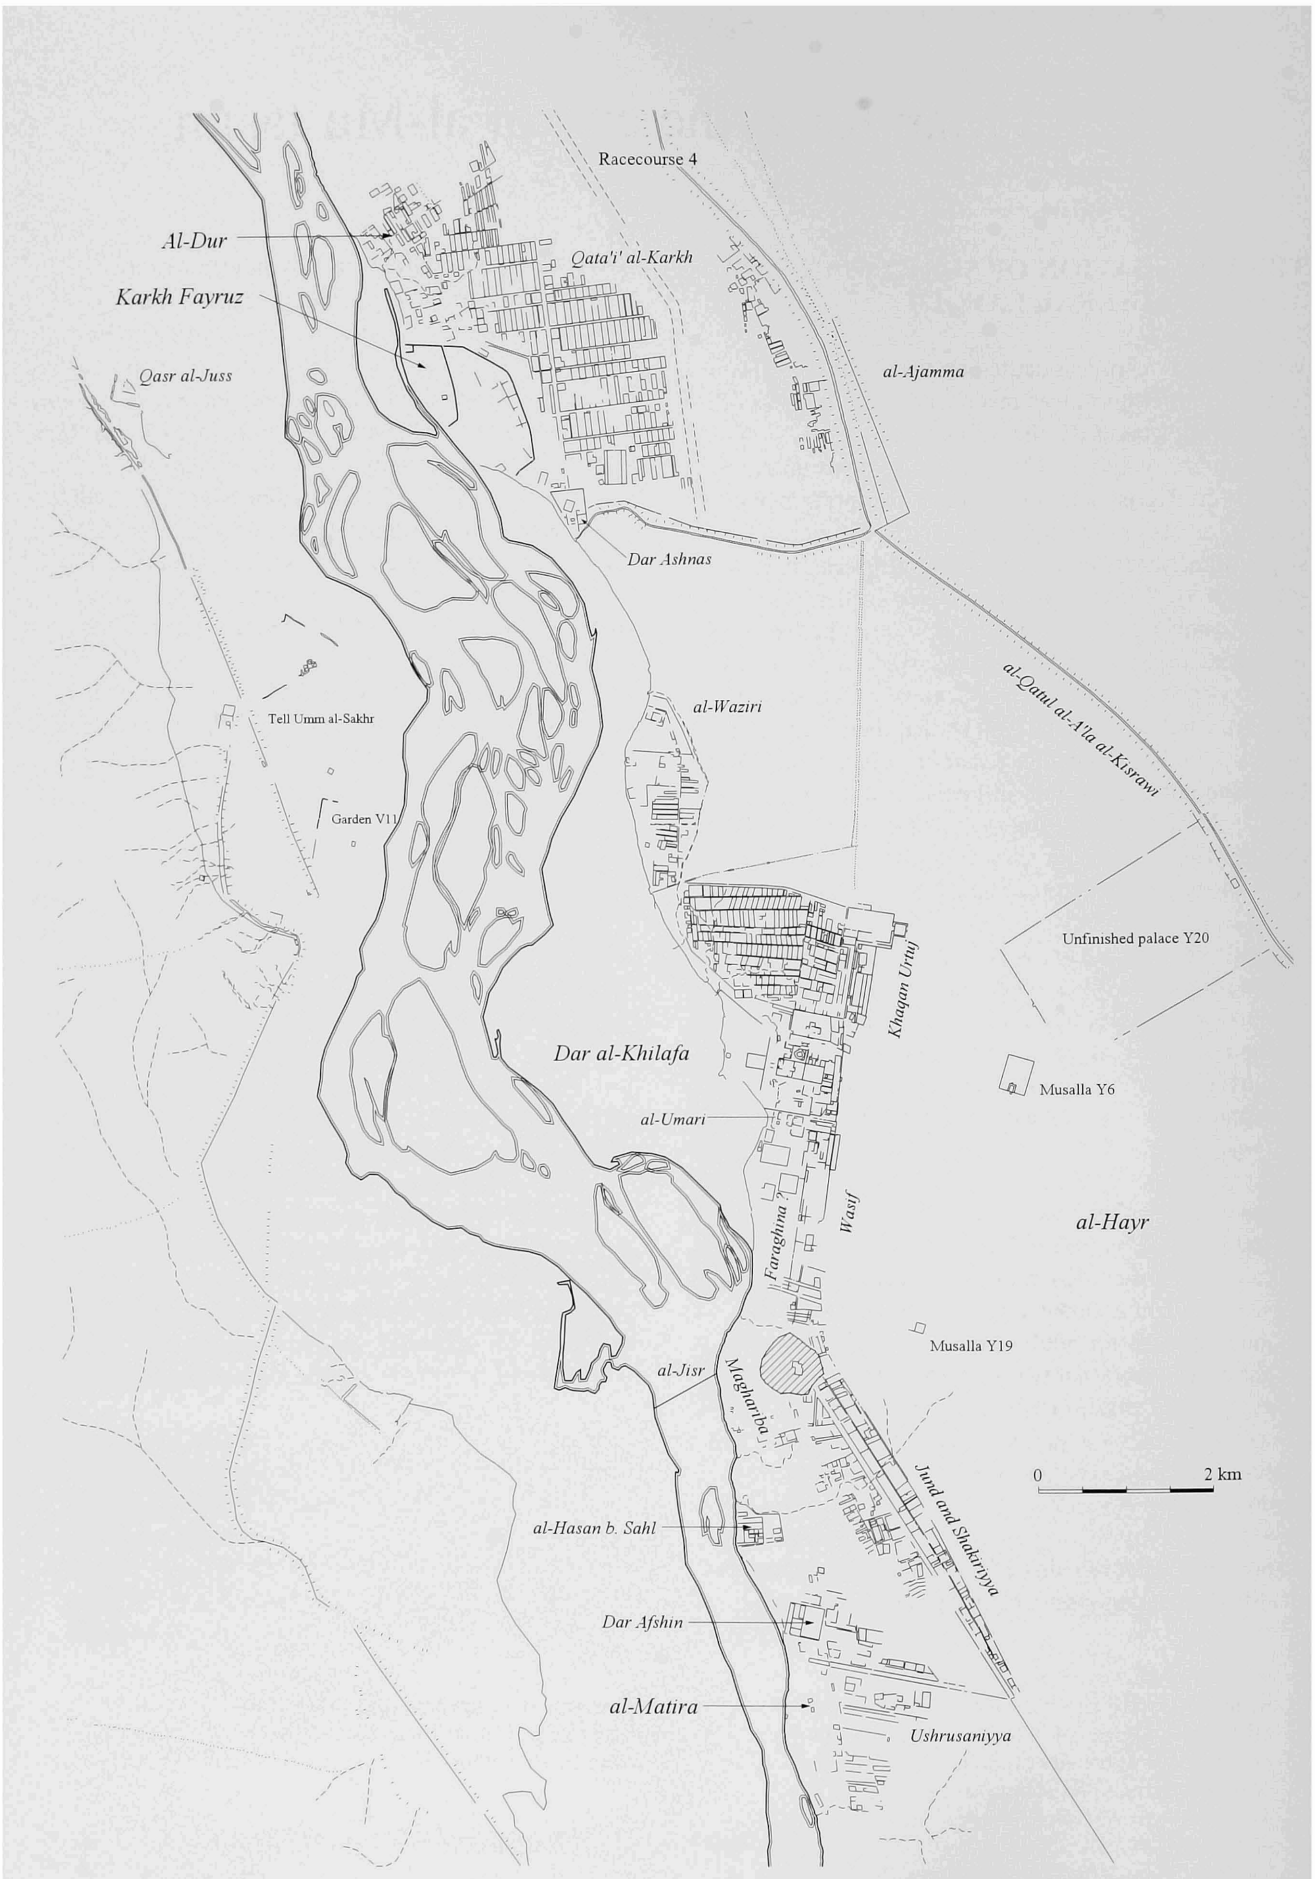 Racecourse 4
Al-Dur
Qata'i' al-Karkh
Karkh Fayruz
Qasr al-Juss
al-Ajamma
Dar Ashnas
al-Qatul al-A'la al-Kisrawi
al-Waziri
Tell Umm al-Sakhr
Garden V11
Unfinished palace Y20
Khaqan Urtuj
Dar al-Khilafa
Musalla Y6
al-Umari
Faraghina ?
Wasif
al-Hayr
Musalla Y19
al-Jisr
Maghariba
0 2 km
Jund and Shakiriyya
al-Hasan b. Sahl
Dar Afshin
al-Matira
Ushrusaniyya